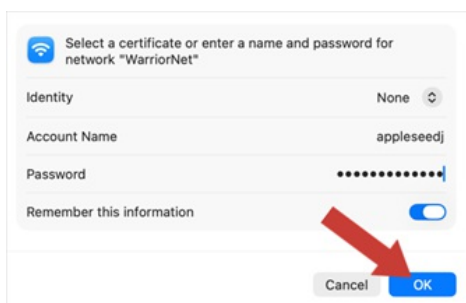 Select a certificate or enter a name and password for
network "WarriorNet"
Identity None
Account Name appleseedj
Password •••••••••••••
Remember this information
Cancel OK